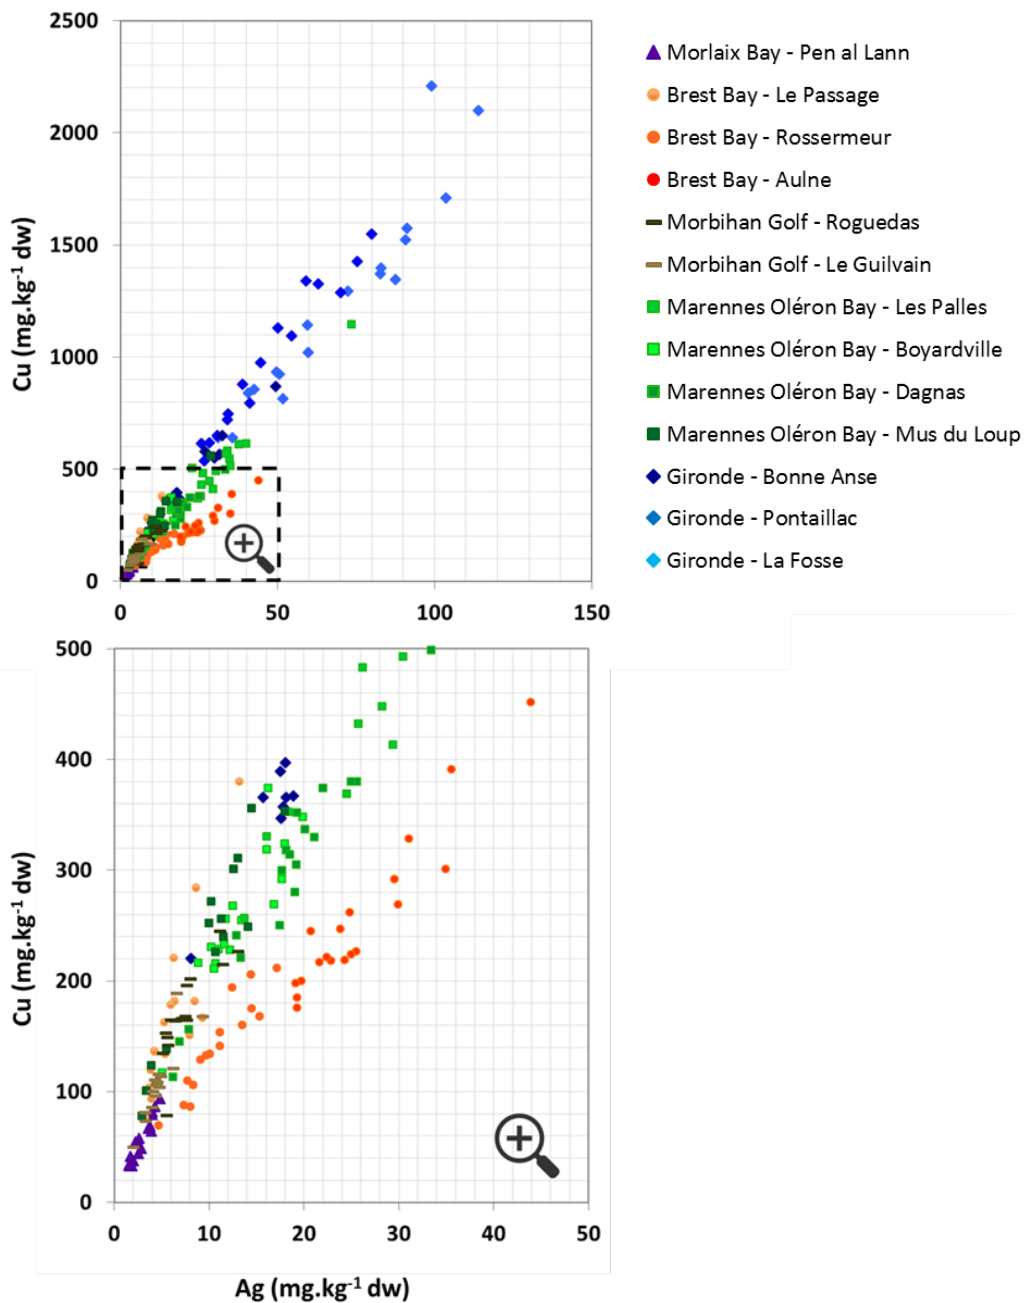 2500
2000
1500
1000
500
0
Cu (mg.kg-1 dw)
0 50 100 150
Morlaix Bay - Pen al Lann
Brest Bay - Le Passage
Brest Bay - Rossermeur
Brest Bay - Aulne
Morbihan Golf - Roguedas
Morbihan Golf - Le Guilvain
Marennes Oléron Bay - Les Palles
Marennes Oléron Bay - Boyardville
Marennes Oléron Bay - Dagnas
Marennes Oléron Bay - Mus du Loup
Gironde - Bonne Anse
Gironde - Pontaillac
Gironde - La Fosse
500
400
300
200
100
0
Cu (mg.kg-1 dw)
0 10 20 30 40 50
Ag (mg.kg-1 dw)